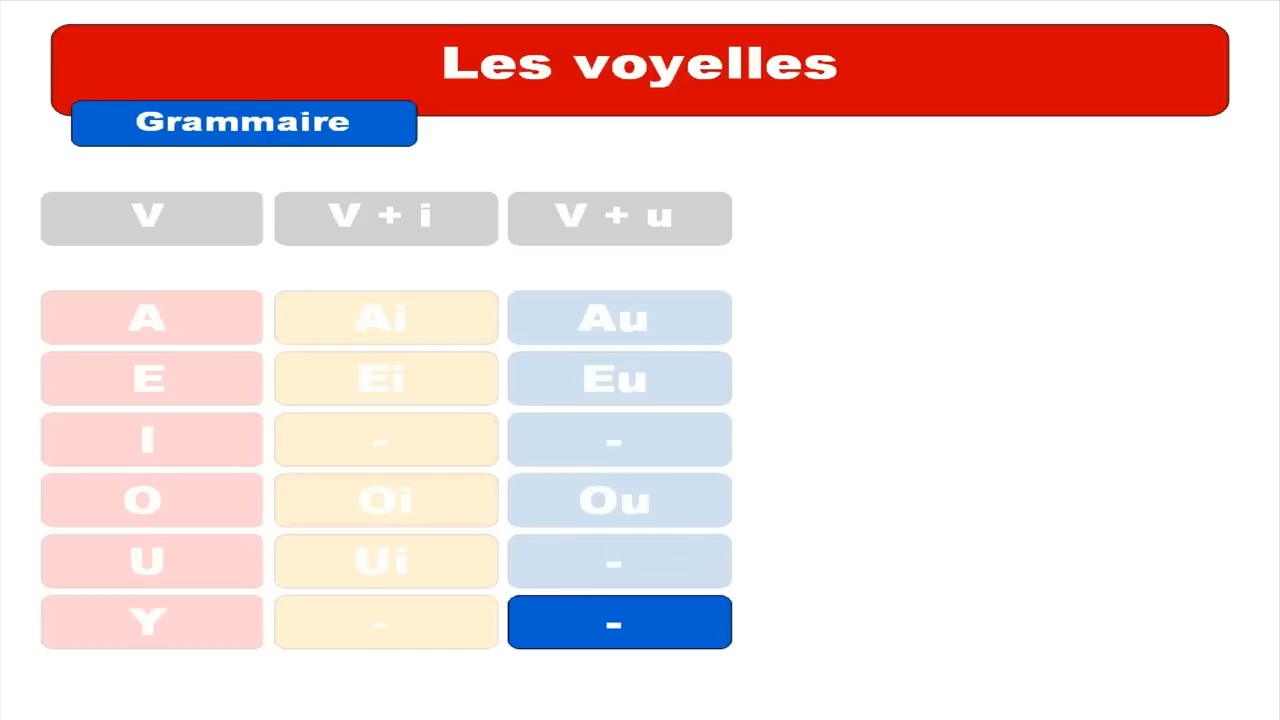 Les voyelles
Grammaire
V V + i V + u
A Ai Au
E Ei Eu
I - -
O Oi Ou
U Ui -
Y - -